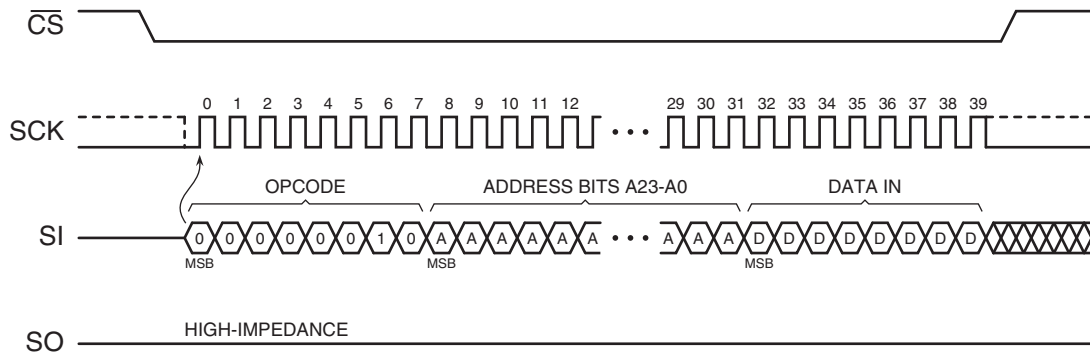 CS
0 1 2 3 4 5 6 7 8 9 10 11 12 29 30 31 32 33 34 35 36 37 38 39
SCK
OPCODE ADDRESS BITS A23-A0 DATA IN
SI 0 0 0 0 0 0 1 0 A A A A A A A A A D D D D D D D D
MSB MSB MSB
HIGH-IMPEDANCE
SO